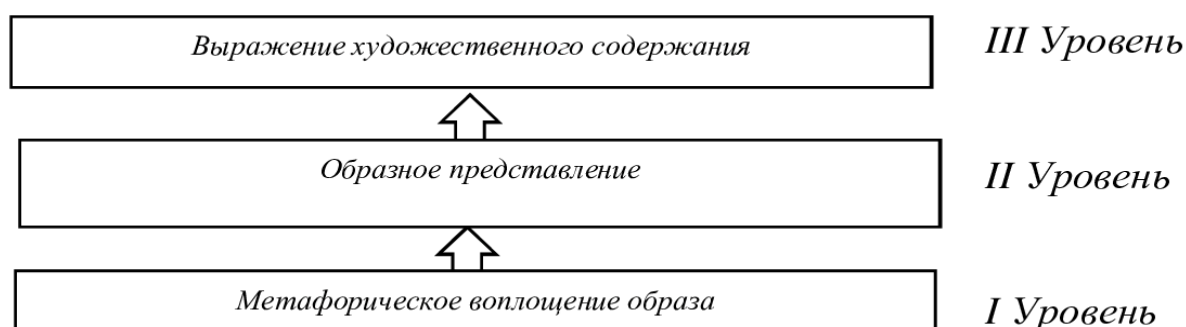 Выражение художественного содержания
III Уровень
Образное представление
II Уровень
Метафорическое воплощение образа
I Уровень